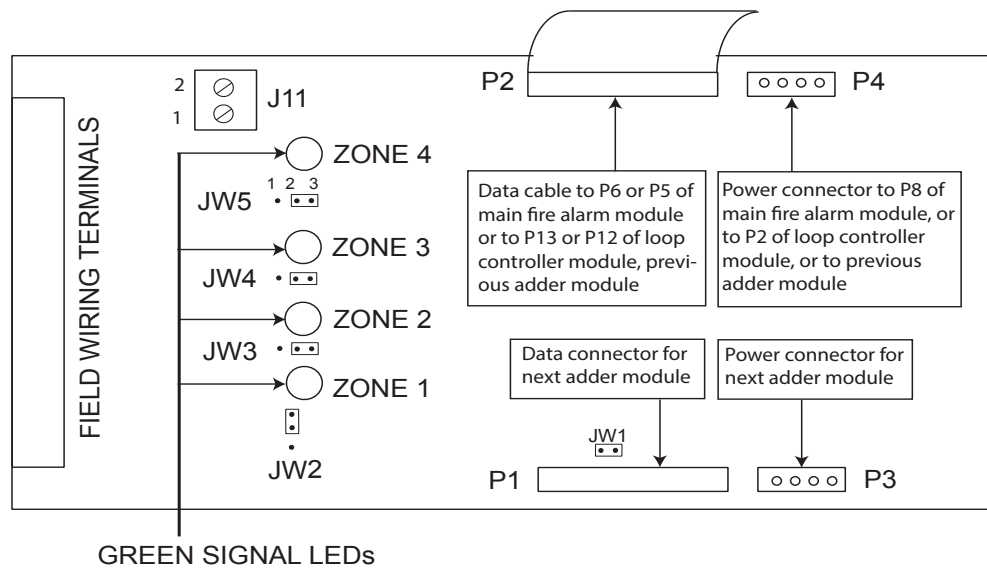 P2
P4
2
1
J11
FIELD WIRING TERMINALS
ZONE 4
1 2 3
JW5
Data cable to P6 or P5 of
main fire alarm module
or to P13 or P12 of loop
controller module, previ-
ous adder module
Power connector to P8 of
main fire alarm module, or
to P2 of loop controller
module, or to previous
adder module
ZONE 3
JW4
ZONE 2
JW3
ZONE 1
JW2
Data connector for
next adder module
Power connector for
next adder module
JW1
P1
P3
GREEN SIGNAL LEDs